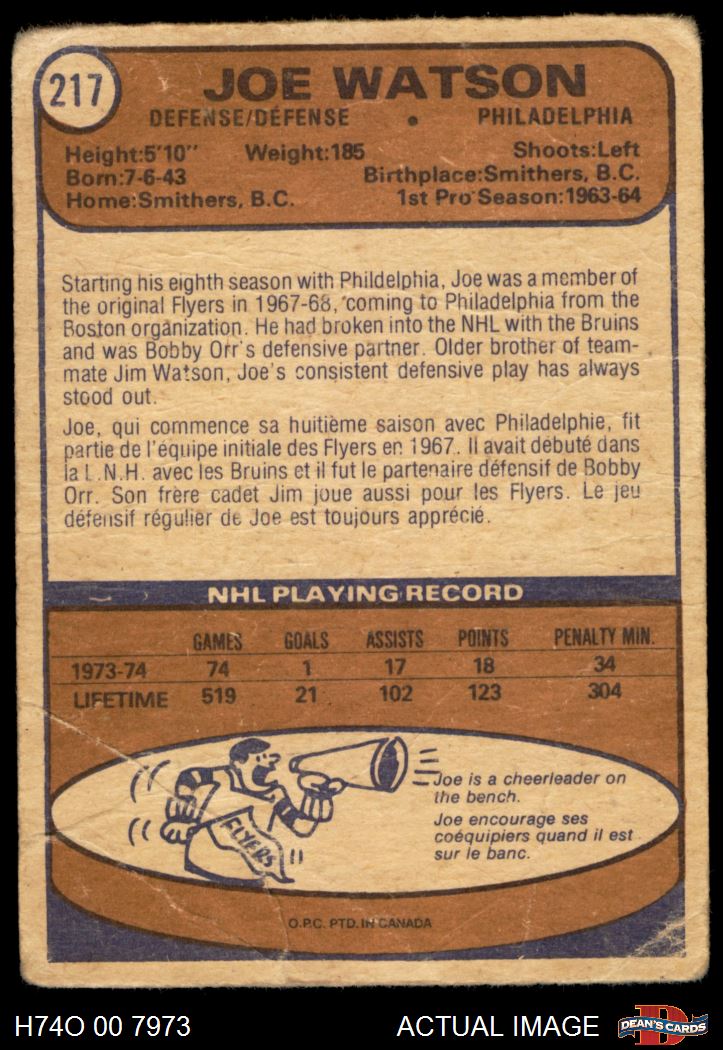 217
JOE WATSON
DEFENSE/DÉFENSE • PHILADELPHIA
Height:5'10" Weight:185 Shoots:Left
Born:7-6-43 Birthplace:Smithers, B.C.
Home:Smithers, B.C. 1st Pro Season:1963-64
Starting his eighth season with Phildelphia, Joe was a member of
the original Flyers in 1967-68, coming to Philadelphia from the
Boston organization. He had broken into the NHL with the Bruins
and was Bobby Orr's defensive partner. Older brother of team-
mate Jim Watson, Joe's consistent defensive play has always
stood out.
Joe, qui commence sa huitième saison avec Philadelphie, fit
partie de l'équipe initiale des Flyers en 1967. Il avait débuté dans
la L.N.H. avec les Bruins et il fut le partenaire défensif de Bobby
Orr. Son frère cadet Jim joue aussi pour les Flyers. Le jeu
défensif régulier de Joe est toujours apprécié.
NHL PLAYING RECORD
GAMES GOALS ASSISTS POINTS PENALTY MIN.
1973-74 74 1 17 18 34
LIFETIME 519 21 102 123 304
FLYERS
Joe is a cheerleader on
the bench.
Joe encourage ses
coéquipiers quand il est
sur le banc.
O.P.C. PTD. IN CANADA
H74O 00 7973 ACTUAL IMAGE
D
DEAN'S CARDS